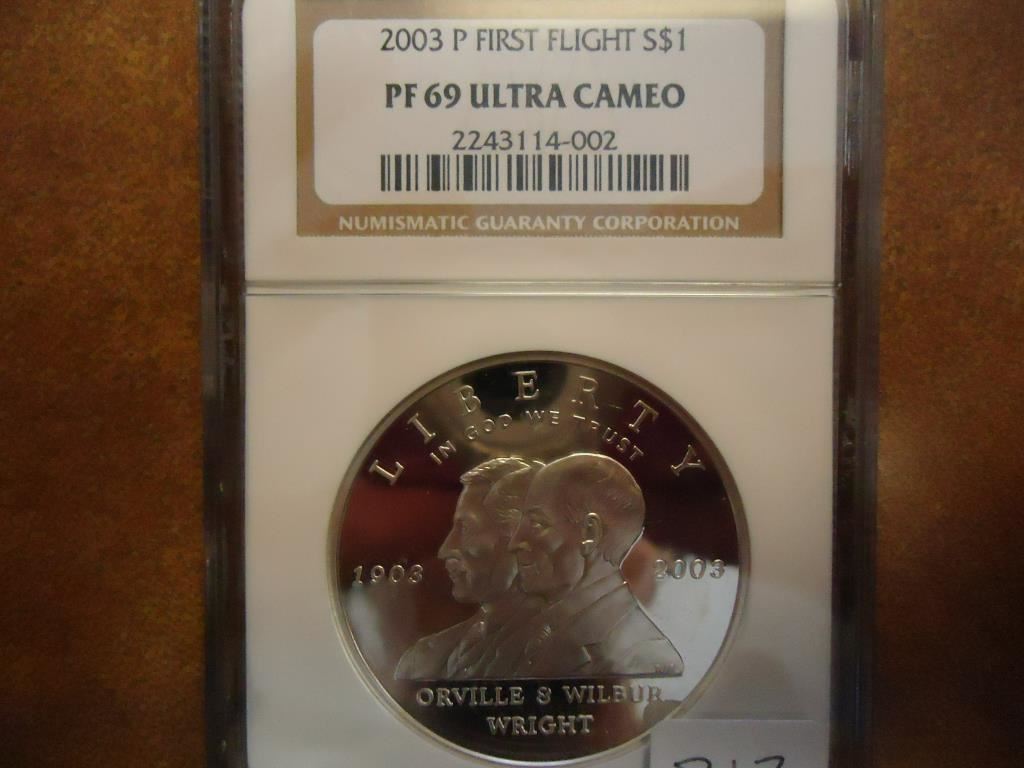 2003 P FIRST FLIGHT S$1
PF 69 ULTRA CAMEO
2243114-002
NUMISMATIC GUARANTY CORPORATION
LIBERTY
IN GOD WE TRUST
1903 2003
ORVILLE & WILBUR
WRIGHT